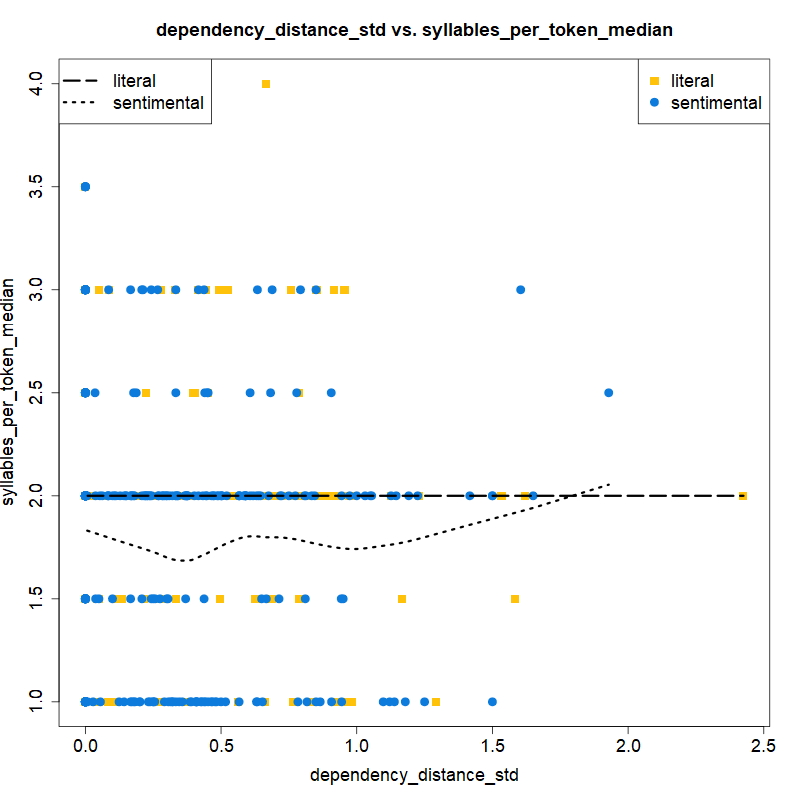 dependency_distance_std vs. syllables_per_token_median
literal
sentimental
literal
sentimental
syllables_per_token_median
4.0
3.5
3.0
2.5
2.0
1.5
1.0
0.0 0.5 1.0 1.5 2.0 2.5
dependency_distance_std